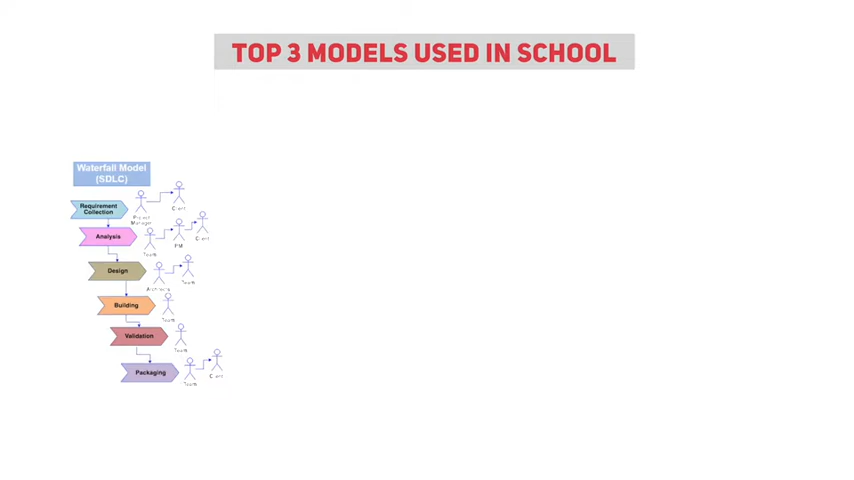 TOP 3 MODELS USED IN SCHOOL
Waterfall Model
(SDLC)
Requirement
Collection
Project
Manager
Client
Analysis
Team
PM
Client
Design
Team
Building
Team
Validation
Team
Packaging
Team
Client